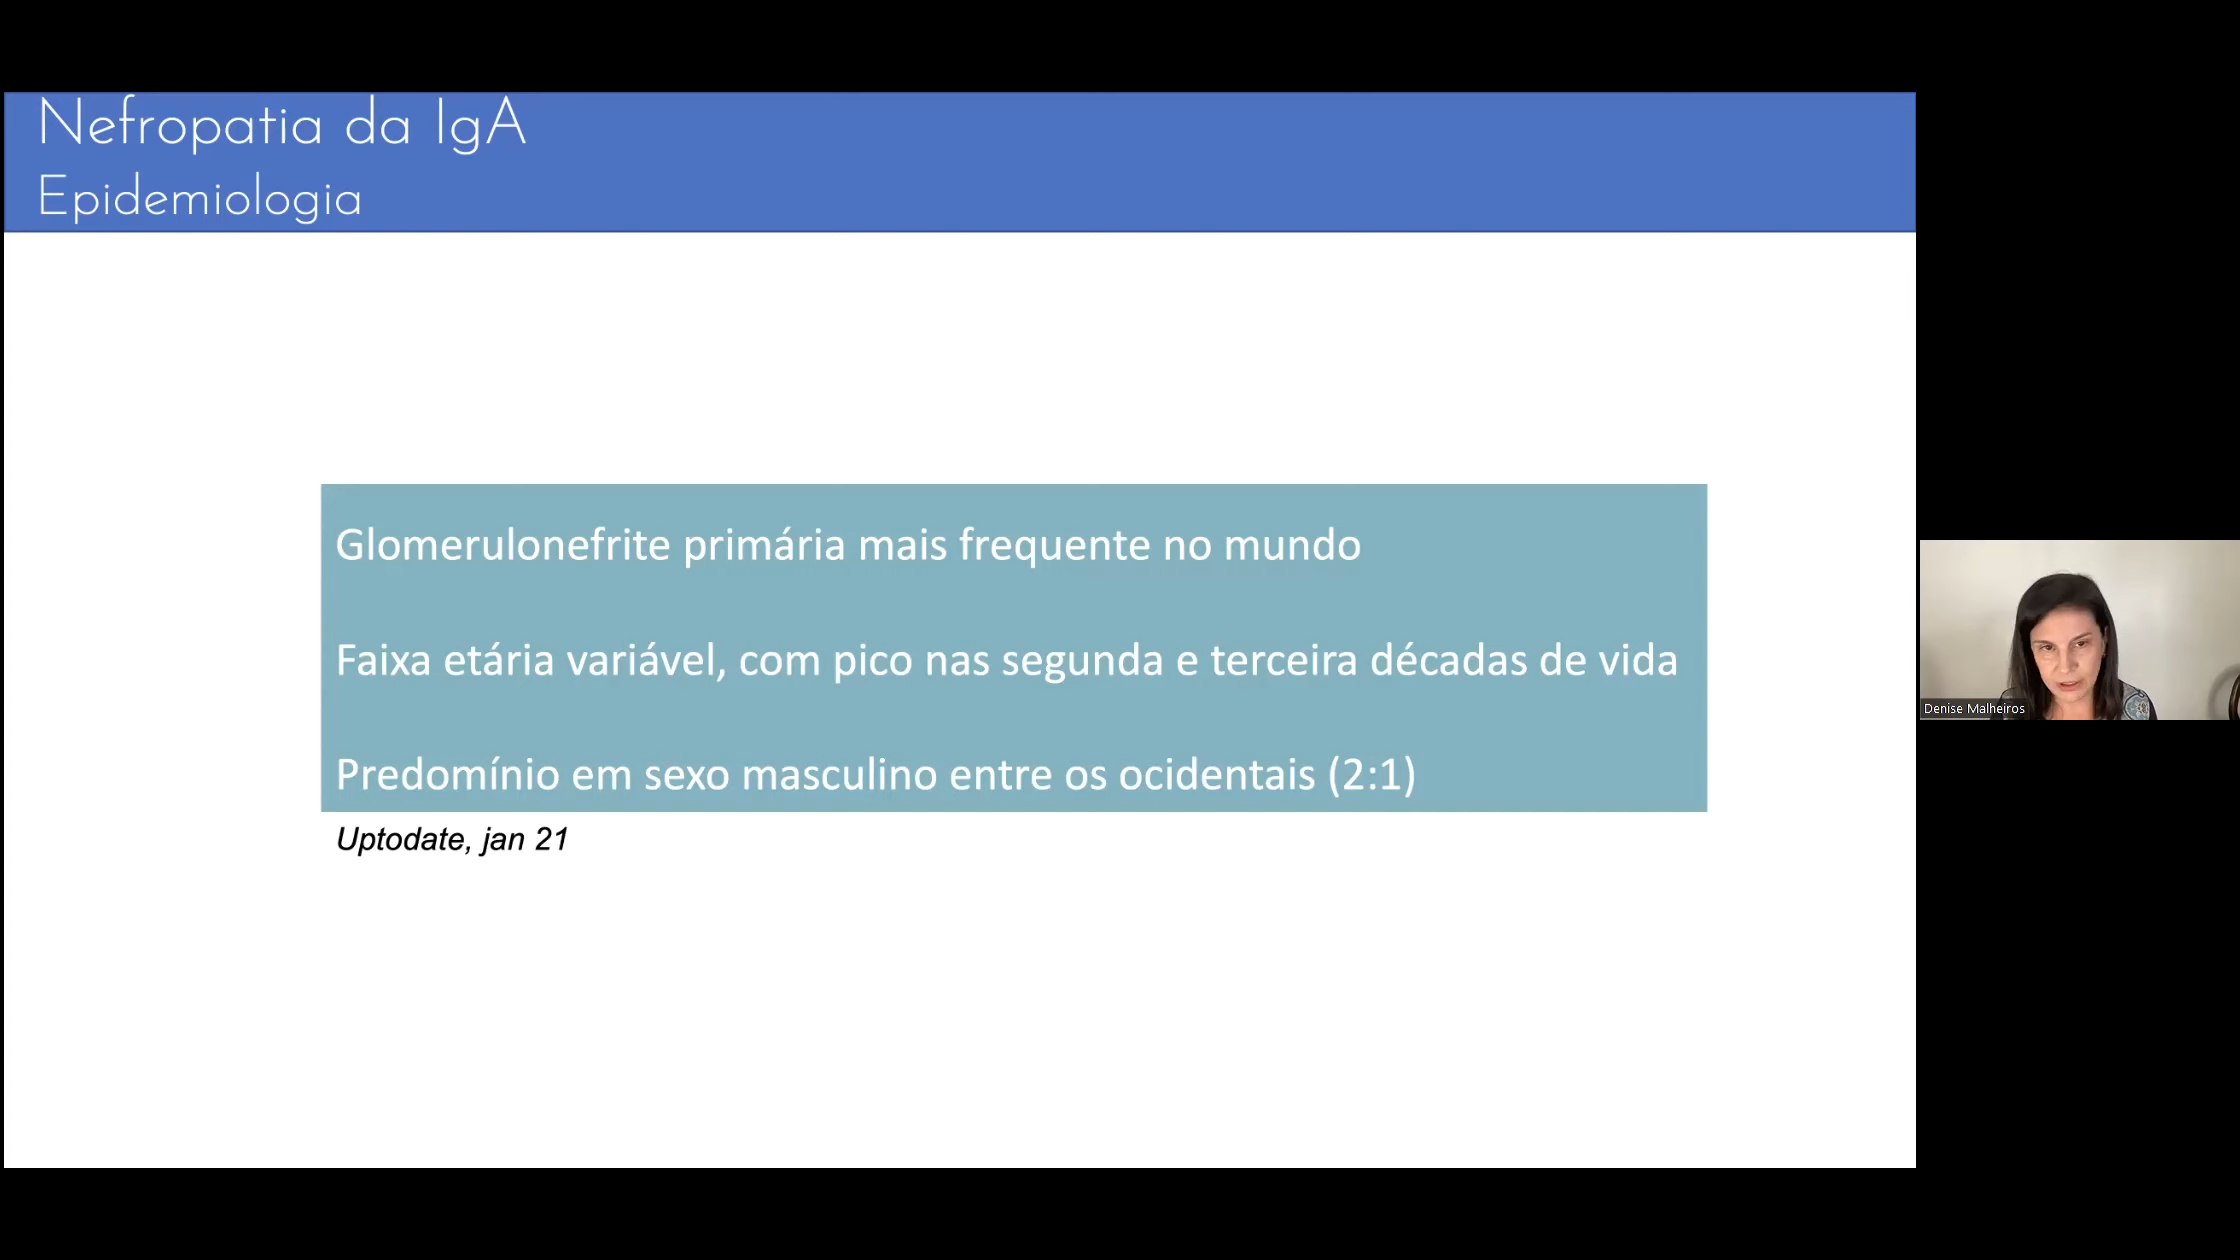 Nefropatia da IgA
Epidemiologia
Glomerulonefrite primária mais frequente no mundo
Faixa etária variável, com pico nas segunda e terceira décadas de vida
Predomínio em sexo masculino entre os ocidentais (2:1)
Uptodate, jan 21
Denise Malheiros